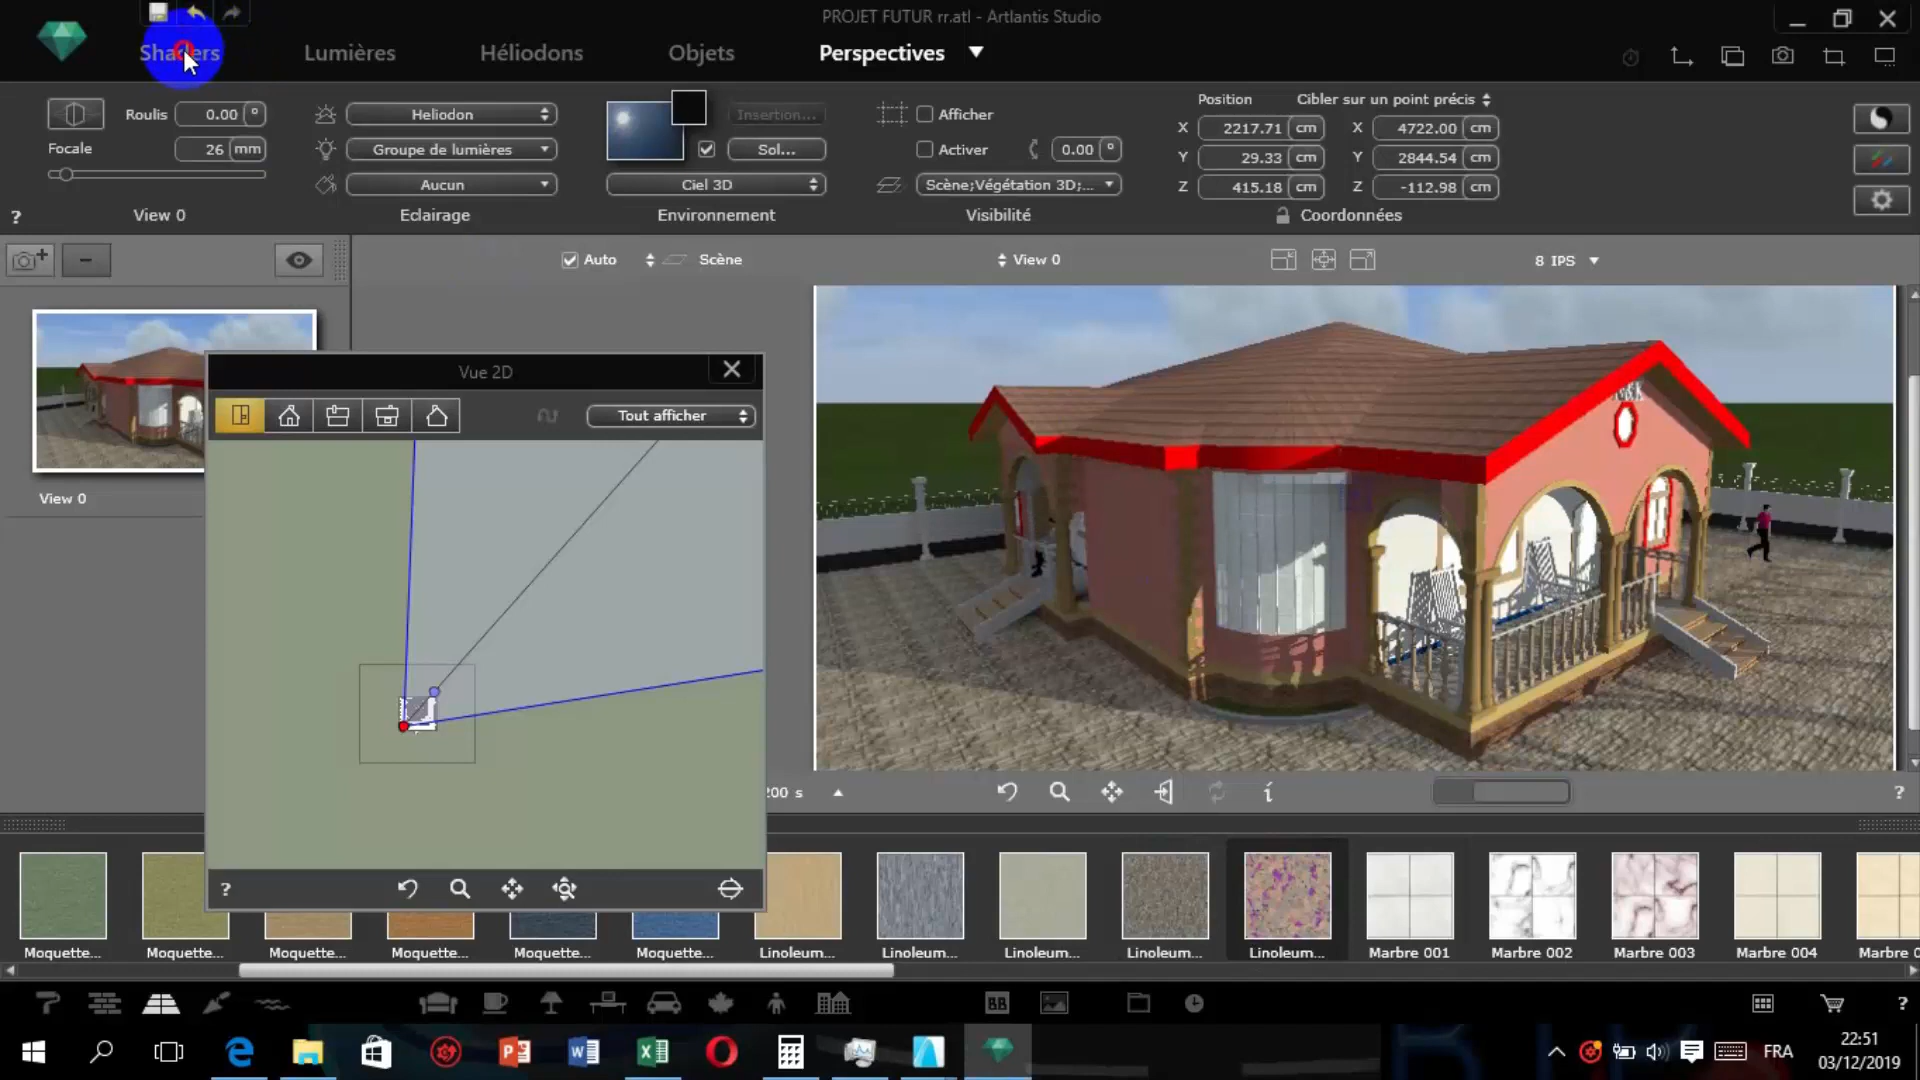 PROJET FUTUR rr.atl - Artlantis Studio
Shaders
Lumières
Héliodons
Objets
Perspectives
Roulis
0.00
°
Heliodon
Insertion...
Afficher
Position
Cibler sur un point précis
X
2217.71
cm
X
4722.00
cm
Focale
26
mm
Groupe de lumières
Sol...
Activer
0.00
°
Y
29.33
cm
Y
2844.54
cm
Aucun
Ciel 3D
Scène;Végétation 3D;...
Z
415.18
cm
Z
-112.98
cm
?
View 0
Eclairage
Environnement
Visibilité
Coordonnées
Auto
Scène
View 0
8 IPS
Vue 2D
Tout afficher
View 0
200 s
?
?
Moquette...
Moquette...
Moquette...
Moquette...
Moquette...
Moquette...
Linoleum...
Linoleum...
Linoleum...
Linoleum...
Linoleum...
Marbre 001
Marbre 002
Marbre 003
Marbre 004
Marbre 0
BB
?
FRA
22:51
03/12/2019